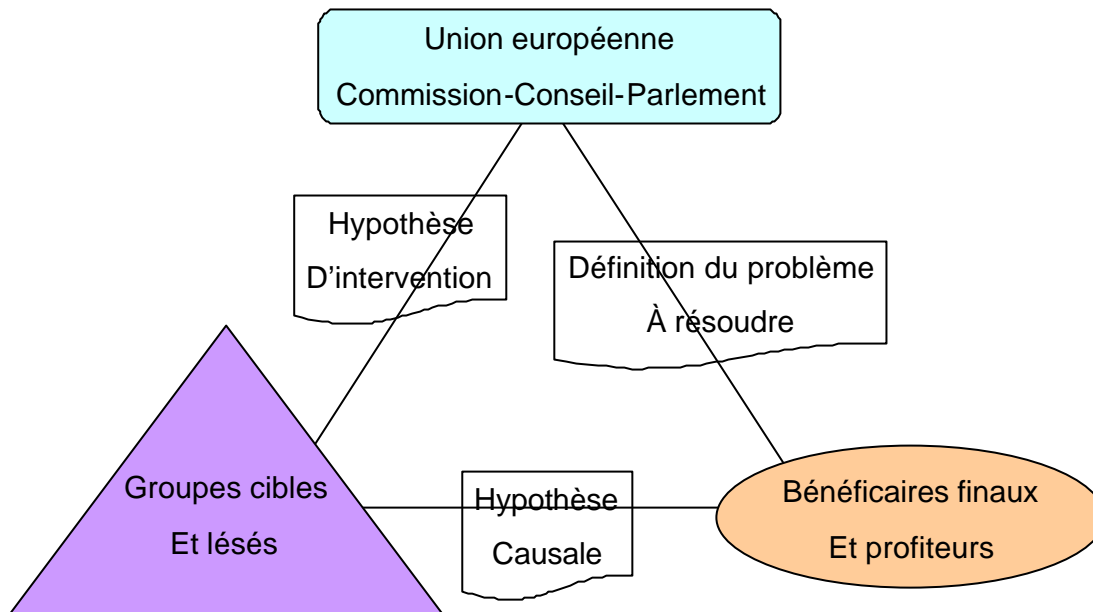 Union européenne
Commission-Conseil-Parlement
Hypothèse
D'intervention
Définition du problème
À résoudre
Groupes cibles
Et lésés
Hypothèse
Causale
Bénéficaires finaux
Et profiteurs